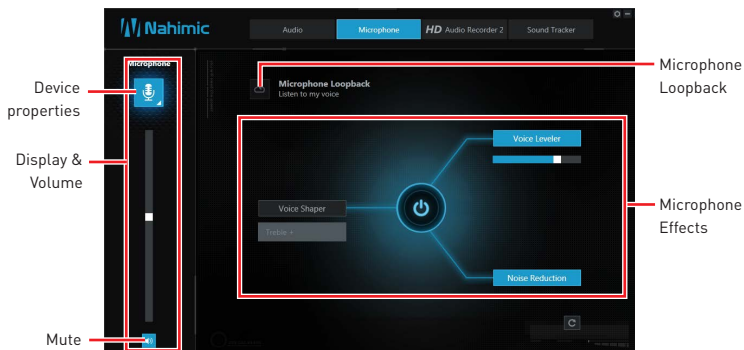 Nahimic
Audio
Microphone
HD Audio Recorder 2
Sound Tracker
Microphone
Device
properties
Display &
Volume
Mute
Microphone Loopback
Listen to my voice
Voice Leveler
Voice Shaper
Treble +
Noise Reduction
Microphone
Loopback
Microphone
Effects